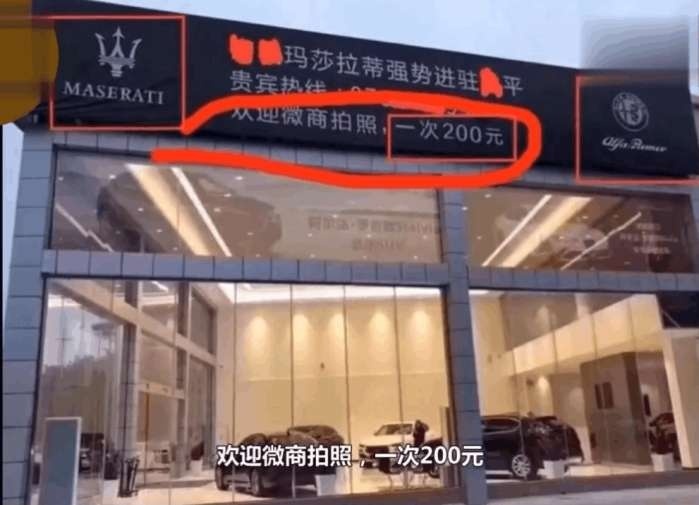 MASERATI
玛莎拉蒂强势进驻 平
贵宾热线:
欢迎微商拍照,一次200元
Alfa Romeo
欢迎微商拍照，一次200元